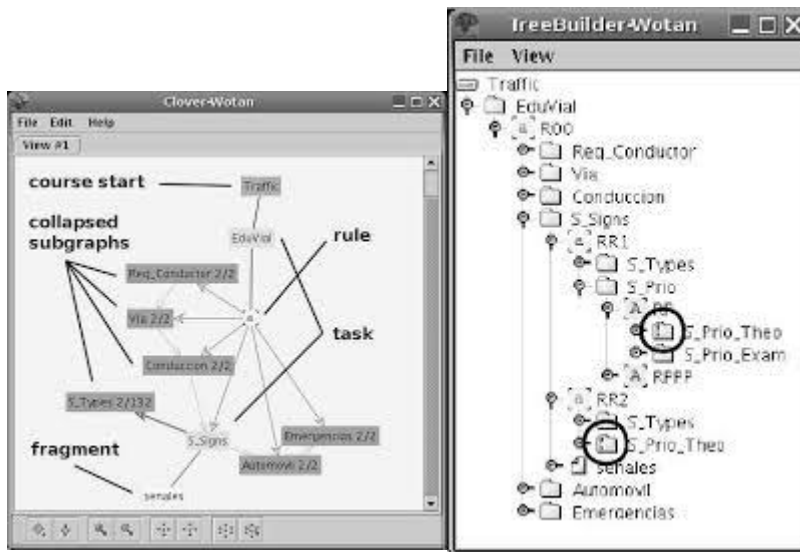 Clover-Wotan
File Edit Help
View #1
course start
Traffic
collapsed
subgraphs
EduVial
rule
Req_Conductor 2/2
a
Via 2/2
task
Conduccion 2/2
S_Types 2/132
S_Signs
Emergencias 2/2
fragment
Automovil 2/2
senales
TreeBuilder-Wotan
File View
Traffic
EduVial
a R00
Req_Conductor
Via
Conduccion
S_Signs
a RR1
S_Types
S_Prio
A
S_Prio_Theo
S_Prio_Exam
A RPPP
a RR2
S_Types
S_Prio_Theo
senales
Automovil
Emergencias